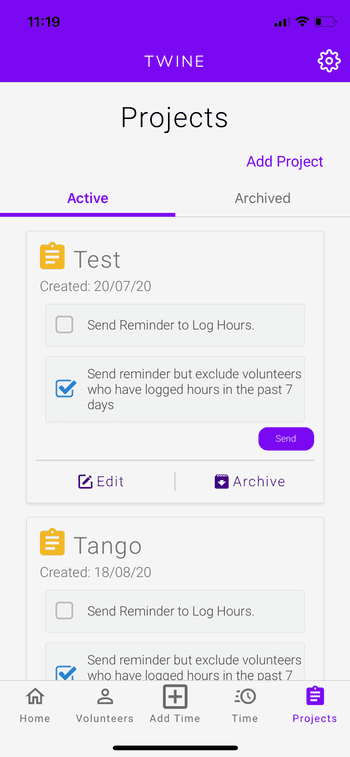 11:19
TWINE
Projects
Add Project
Active Archived
Test
Created: 20/07/20
Send Reminder to Log Hours.
Send reminder but exclude volunteers
who have logged hours in the past 7
days
Send
Edit Archive
Tango
Created: 18/08/20
Send Reminder to Log Hours.
Send reminder but exclude volunteers
who have logged hours in the past 7
Home Volunteers Add Time Time Projects